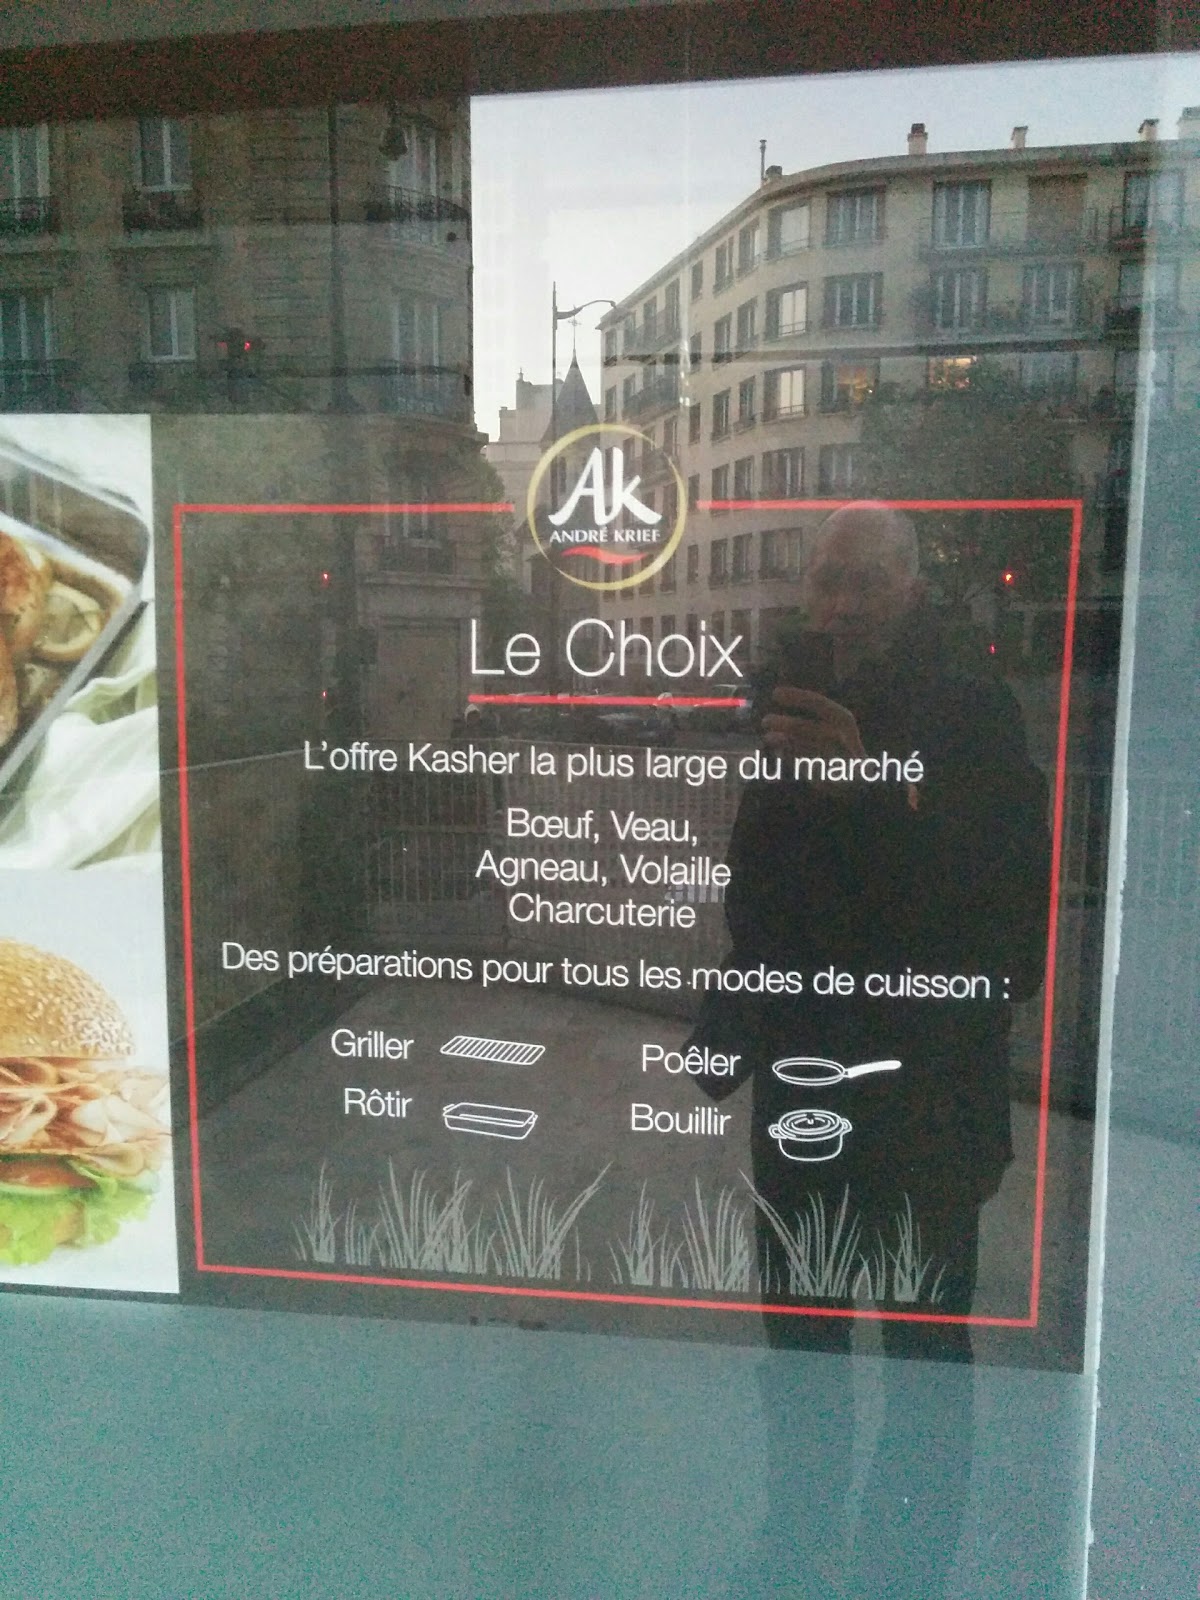 Ak
ANDRÉ KRIEF
Le Choix
L'offre Kasher la plus large du marché
Bœuf, Veau,
Agneau, Volaille
Charcuterie
Des préparations pour tous les modes de cuisson :
Griller
Poêler
Rôtir
Bouillir